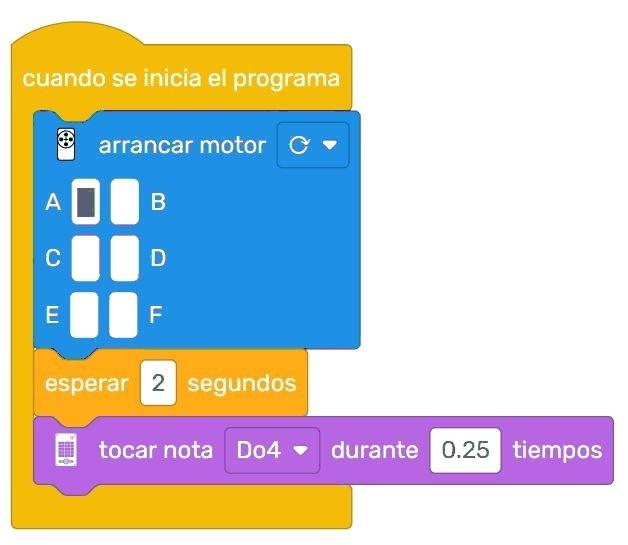 cuando se inicia el programa
arrancar motor
A B
C D
E F
esperar 2 segundos
tocar nota Do4 durante 0.25 tiempos